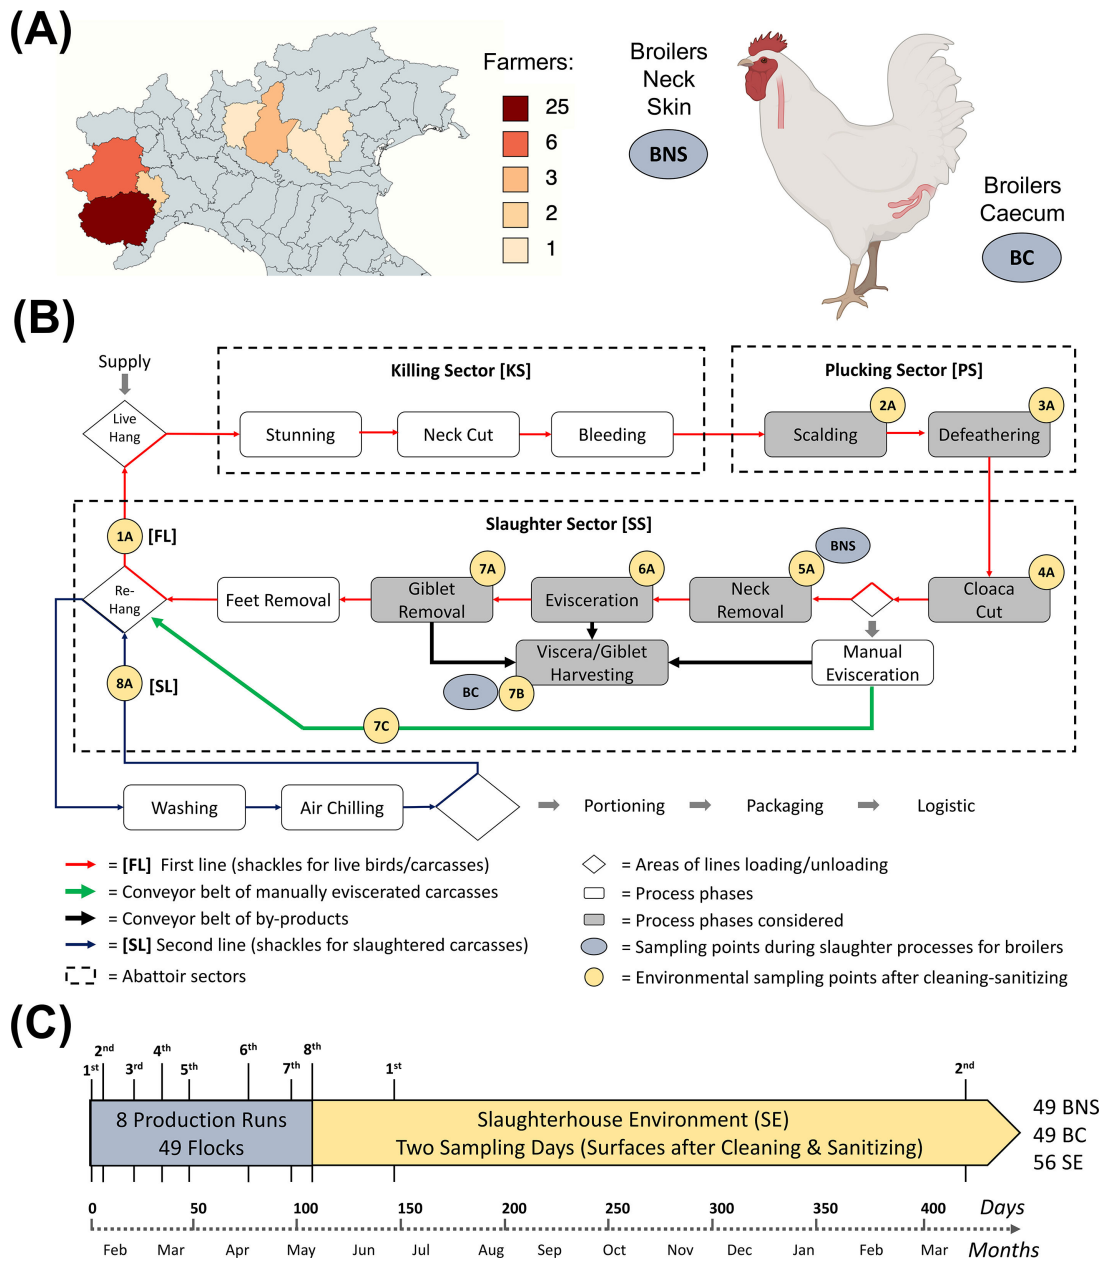 (A)
Farmers:
25
6
3
2
1
Broilers
Neck
Skin
BNS
Broilers
Caecum
BC
(B)
Supply
Live
Hang
Killing Sector [KS]
Stunning
Neck Cut
Bleeding
Plucking Sector [PS]
2A
3A
Scalding
Defeathering
Slaughter Sector [SS]
1A
[FL]
Re-
Hang
Feet Removal
7A
Giblet
Removal
6A
Evisceration
5A
BNS
Neck
Removal
4A
Cloaca
Cut
Viscera/Giblet
Harvesting
Manual
Evisceration
BC
7B
8A
[SL]
7C
Washing
Air Chilling
Portioning
Packaging
Logistic
= [FL] First line (shackles for live birds/carcasses)
= Conveyor belt of manually eviscerated carcasses
= Conveyor belt of by-products
= [SL] Second line (shackles for slaughtered carcasses)
= Abattoir sectors
= Areas of lines loading/unloading
= Process phases
= Process phases considered
= Sampling points during slaughter processes for broilers
= Environmental sampling points after cleaning-sanitizing
(C)
1st
2nd
3rd
4th
5th
6th
7th
8th
1st
2nd
8 Production Runs
49 Flocks
Slaughterhouse Environment (SE)
Two Sampling Days (Surfaces after Cleaning & Sanitizing)
49 BNS
49 BC
56 SE
0 50 100 150 200 250 300 350 400 Days
Feb Mar Apr May Jun Jul Aug Sep Oct Nov Dec Jan Feb Mar Months